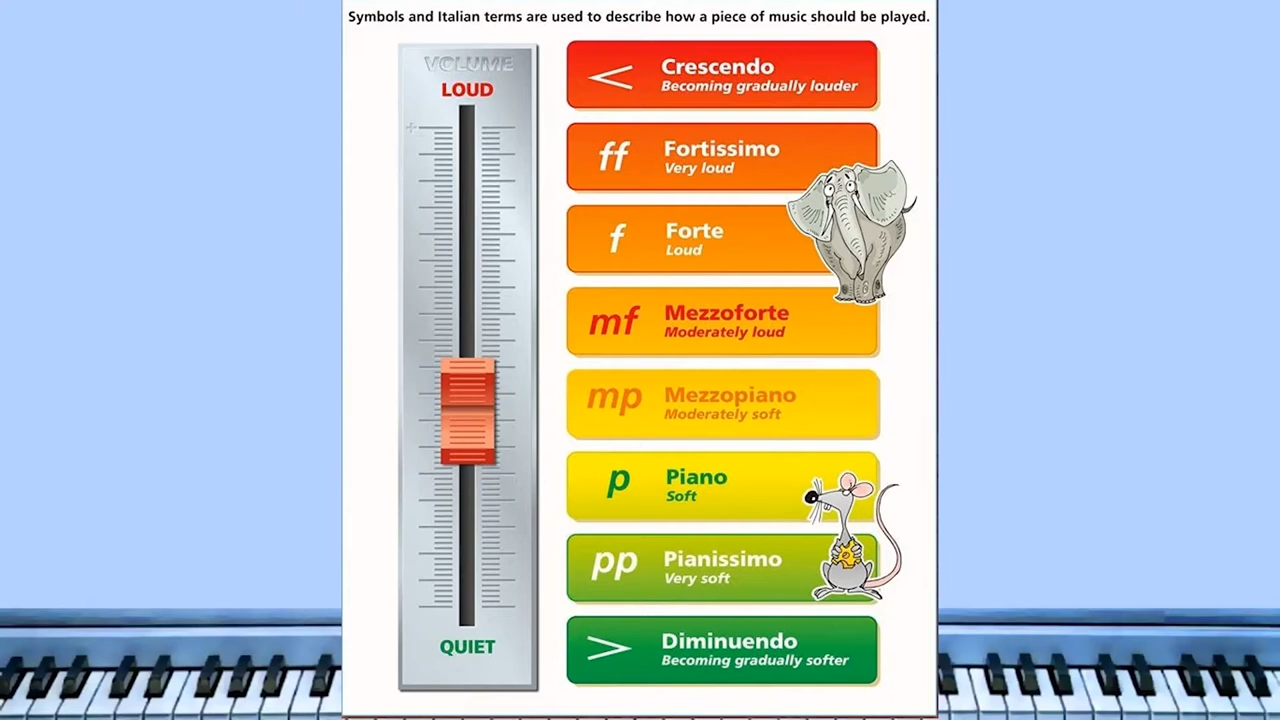 Symbols and Italian terms are used to describe how a piece of music should be played.
VOLUME
LOUD
QUIET
< Crescendo
Becoming gradually louder
ff Fortissimo
Very loud
f Forte
Loud
mf Mezzoforte
Moderately loud
mp Mezzopiano
Moderately soft
p Piano
Soft
pp Pianissimo
Very soft
> Diminuendo
Becoming gradually softer